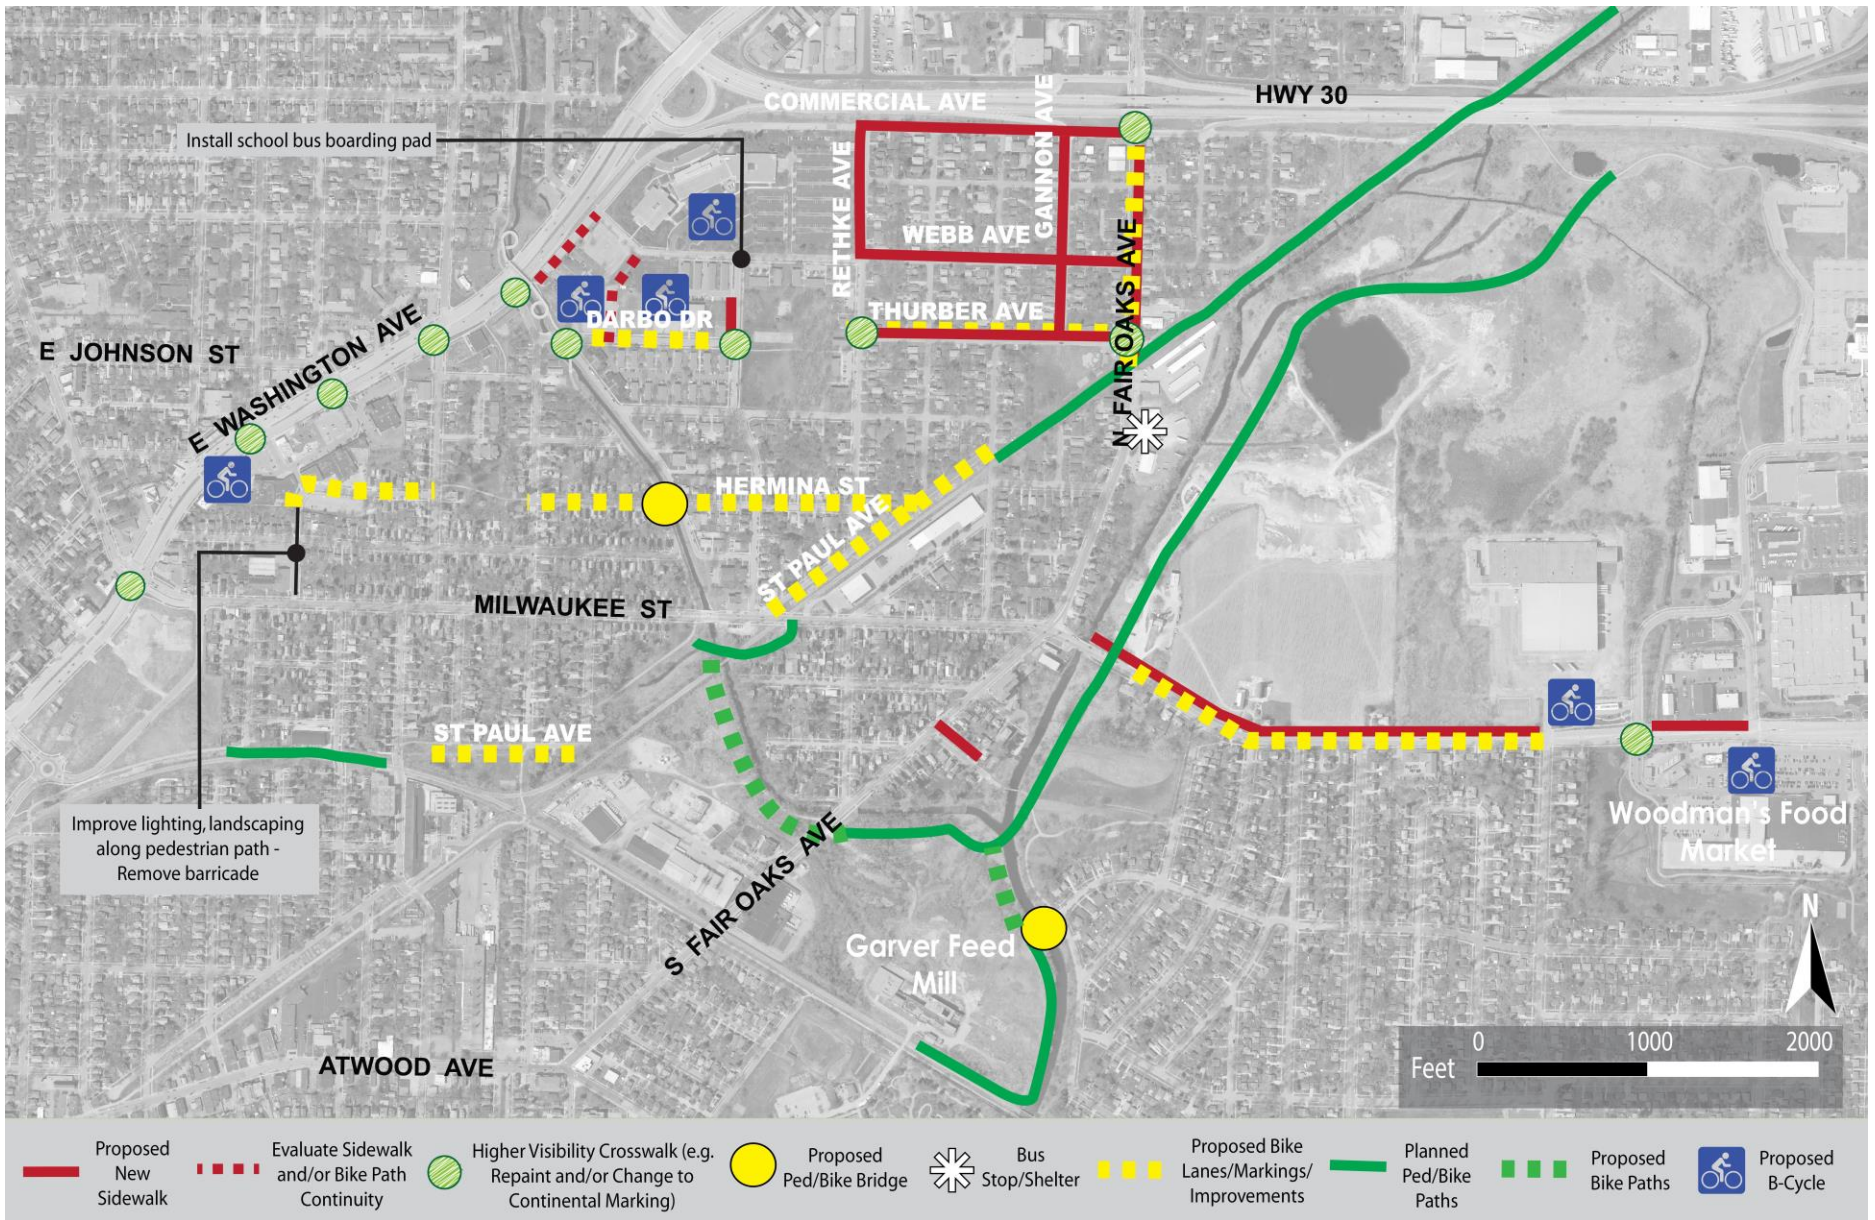 COMMERCIAL AVE
HWY 30
Install school bus boarding pad
RETHKE AVE
GANNON AVE
WEBB AVE
N FAIR OAKS AVE
THURBER AVE
DARBO DR
E JOHNSON ST
E WASHINGTON AVE
HERMINA ST
ST PAUL AVE
MILWAUKEE ST
ST PAUL AVE
Improve lighting, landscaping
along pedestrian path -
Remove barricade
S FAIR OAKS AVE
Woodman's Food
Market
Garver Feed
Mill
ATWOOD AVE
N
0 1000 2000
Feet
Proposed
New
Sidewalk
Evaluate Sidewalk
and/or Bike Path
Continuity
Higher Visibility Crosswalk (e.g.
Repaint and/or Change to
Continental Marking)
Proposed
Ped/Bike Bridge
Bus
Stop/Shelter
Proposed Bike
Lanes/Markings/
Improvements
Planned
Ped/Bike
Paths
Proposed
Bike Paths
Proposed
B-Cycle